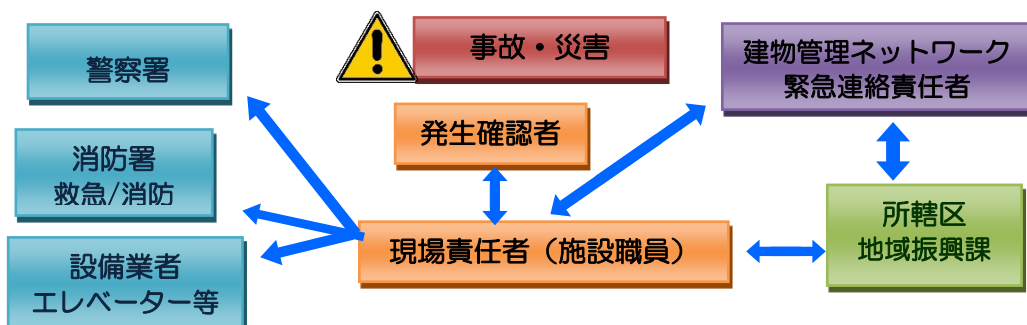 警察署
事故・災害
建物管理ネットワーク
緊急連絡責任者
発生確認者
消防署
救急/消防
所轄区
地域振興課
現場責任者（施設職員）
設備業者
エレベーター等